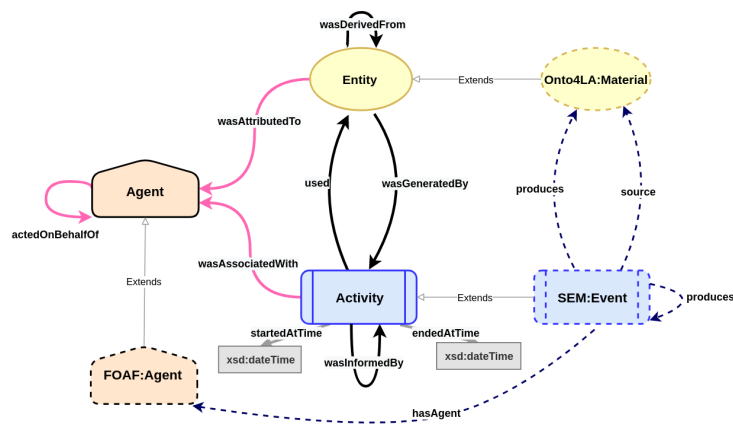 wasDerivedFrom
Entity
Extends
Onto4LA:Material
wasAttributedTo
Agent
used
wasGeneratedBy
produces
source
actedOnBehalfOf
wasAssociatedWith
Extends
Activity
Extends
SEM:Event
produces
startedAtTime
endedAtTime
xsd:dateTime
wasInformedBy
xsd:dateTime
FOAF:Agent
hasAgent